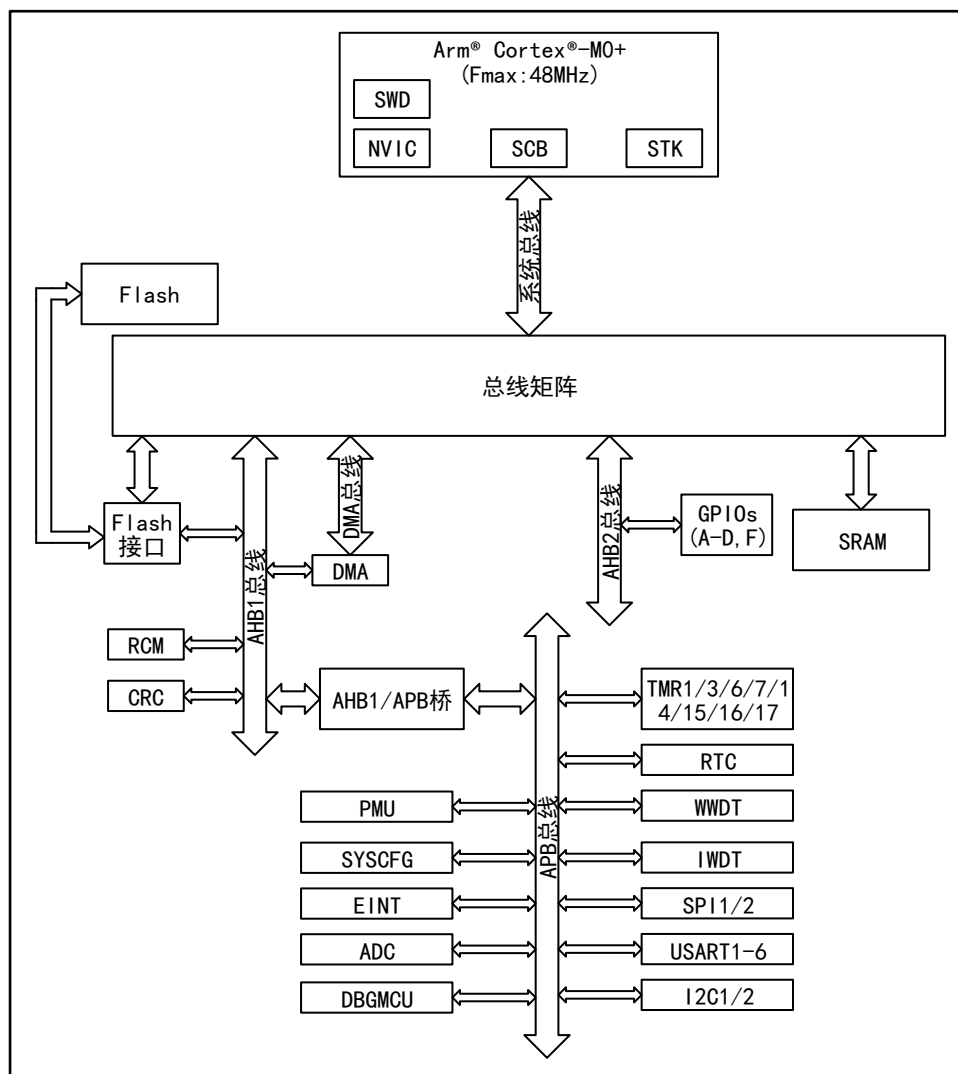 Arm® Cortex®-M0+
(Fmax:48MHz)
SWD
NVIC
SCB
STK
系统总线
Flash
总线矩阵
DMA总线
Flash
接口
AHB1总线
DMA
AHB2总线
GPIOs
(A-D,F)
SRAM
RCM
CRC
AHB1/APB桥
TMR1/3/6/7/1
4/15/16/17
RTC
APB总线
PMU
WWDT
SYSCFG
IWDT
EINT
SPI1/2
ADC
USART1-6
DBGMCU
I2C1/2